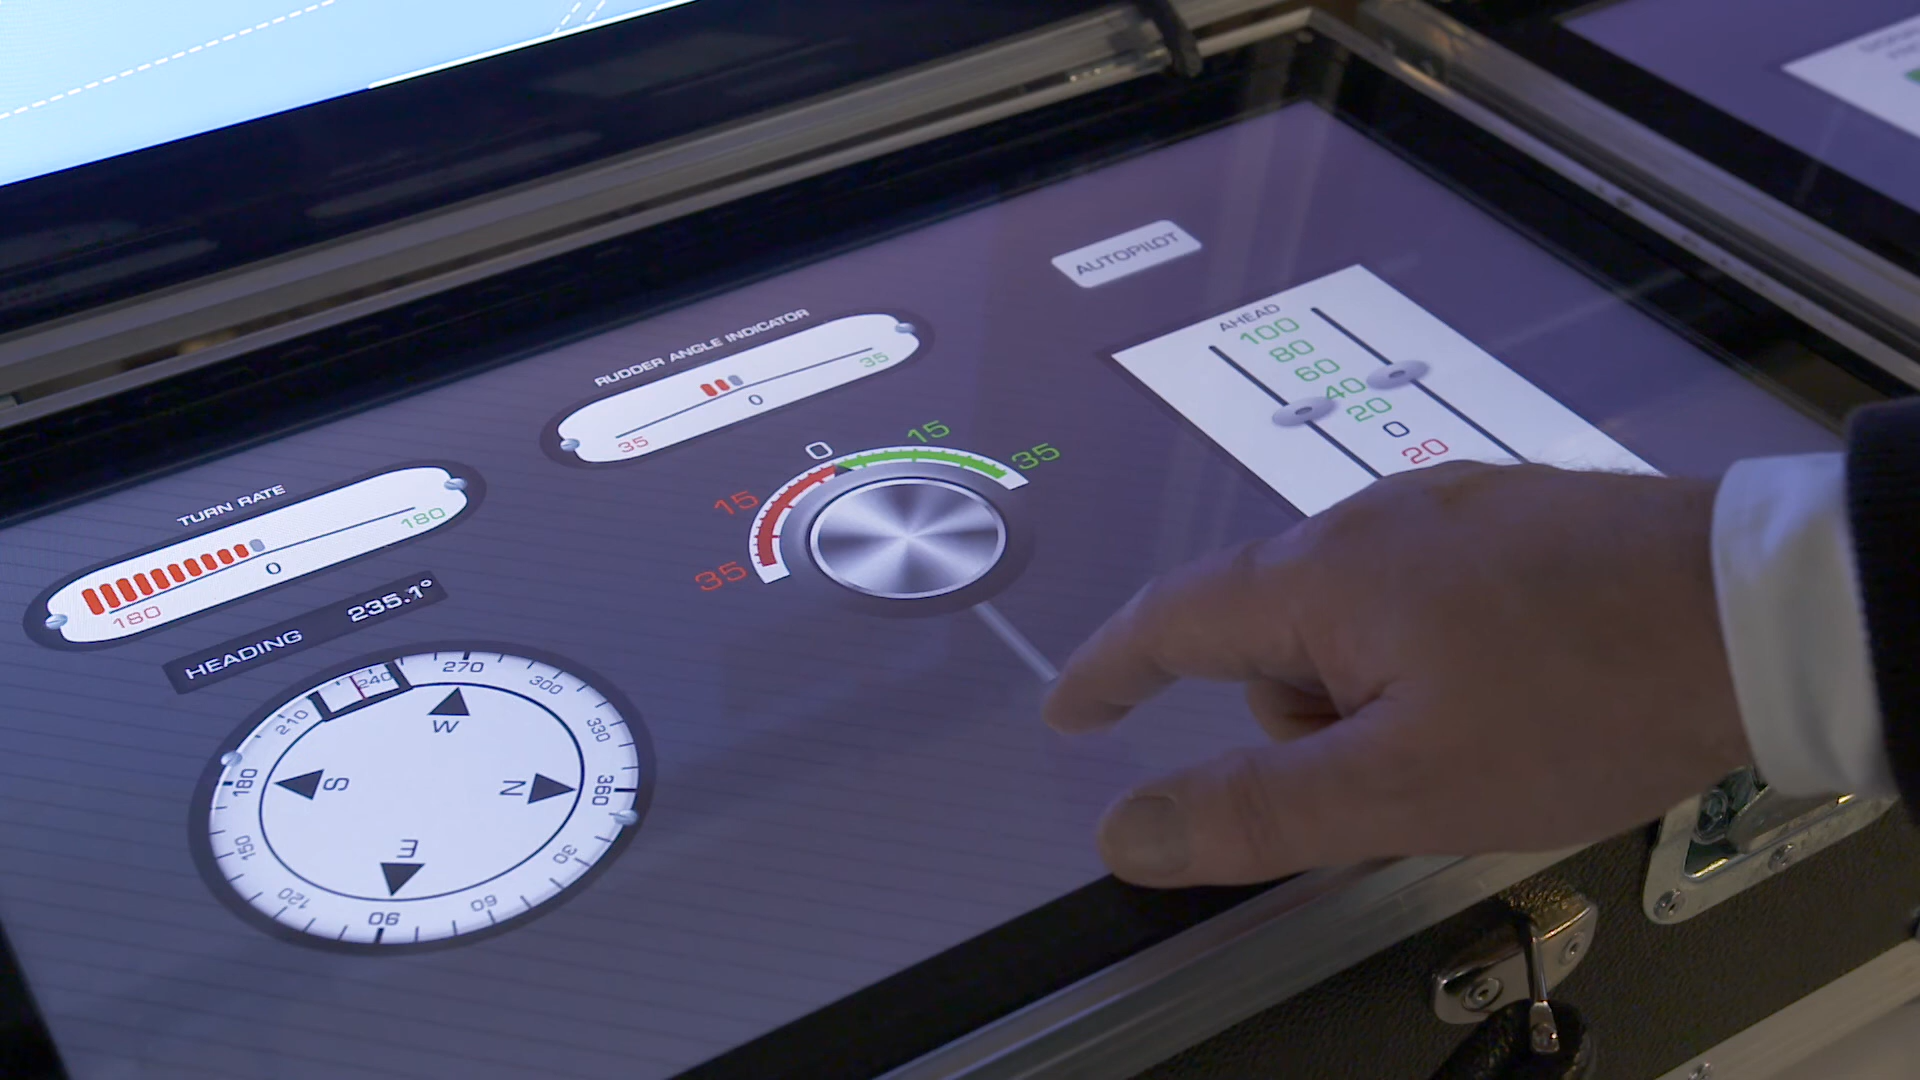 AUTOPILOT
AHEAD
100
80
60
40
20
0
20
RUDDER ANGLE INDICATOR
35 0 35
35 15 0 15 35
TURN RATE
180 0 180
HEADING 235.1°
240 270 300 330 360 30 60 90 120 150 180 210
W
N
E
S